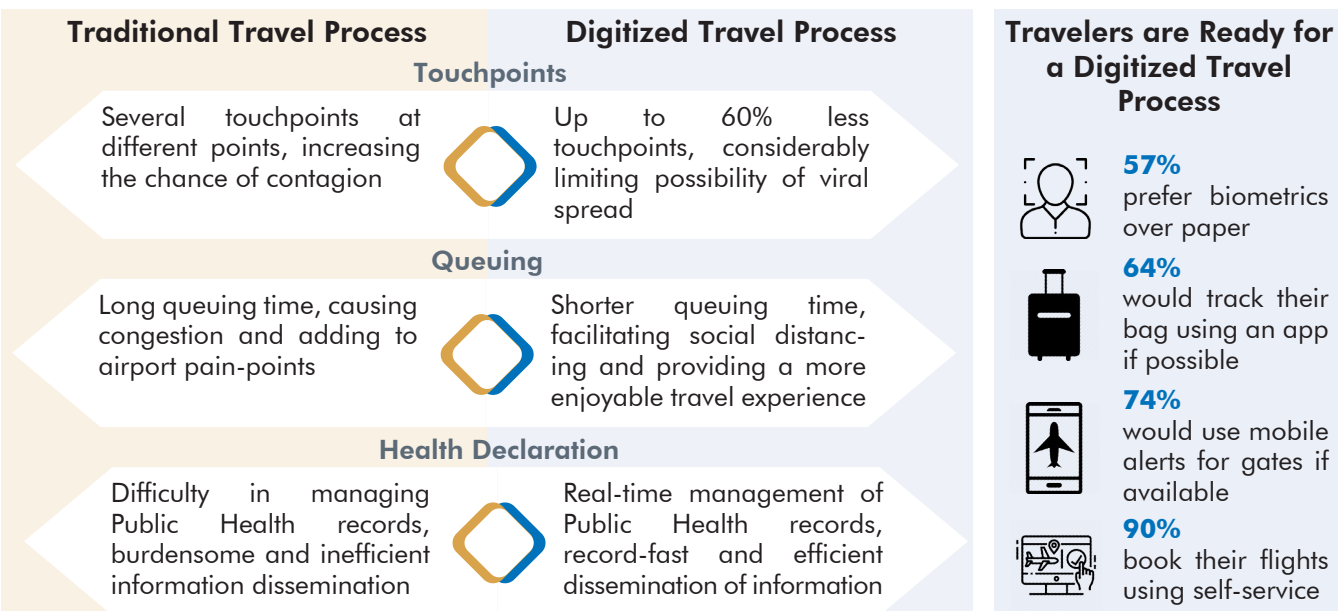 Traditional Travel Process
Digitized Travel Process
Touchpoints
Several touchpoints at
different points, increasing
the chance of contagion
Up to 60% less
touchpoints, considerably
limiting possibility of viral
spread
Queuing
Long queuing time, causing
congestion and adding to
airport pain-points
Shorter queuing time,
facilitating social distanc-
ing and providing a more
enjoyable travel experience
Health Declaration
Difficulty in managing
Public Health records,
burdensome and inefficient
information dissemination
Real-time management of
Public Health records,
record-fast and efficient
dissemination of information
Travelers are Ready for
a Digitized Travel
Process
57%
prefer biometrics
over paper
64%
would track their
bag using an app
if possible
74%
would use mobile
alerts for gates if
available
90%
book their flights
using self-service